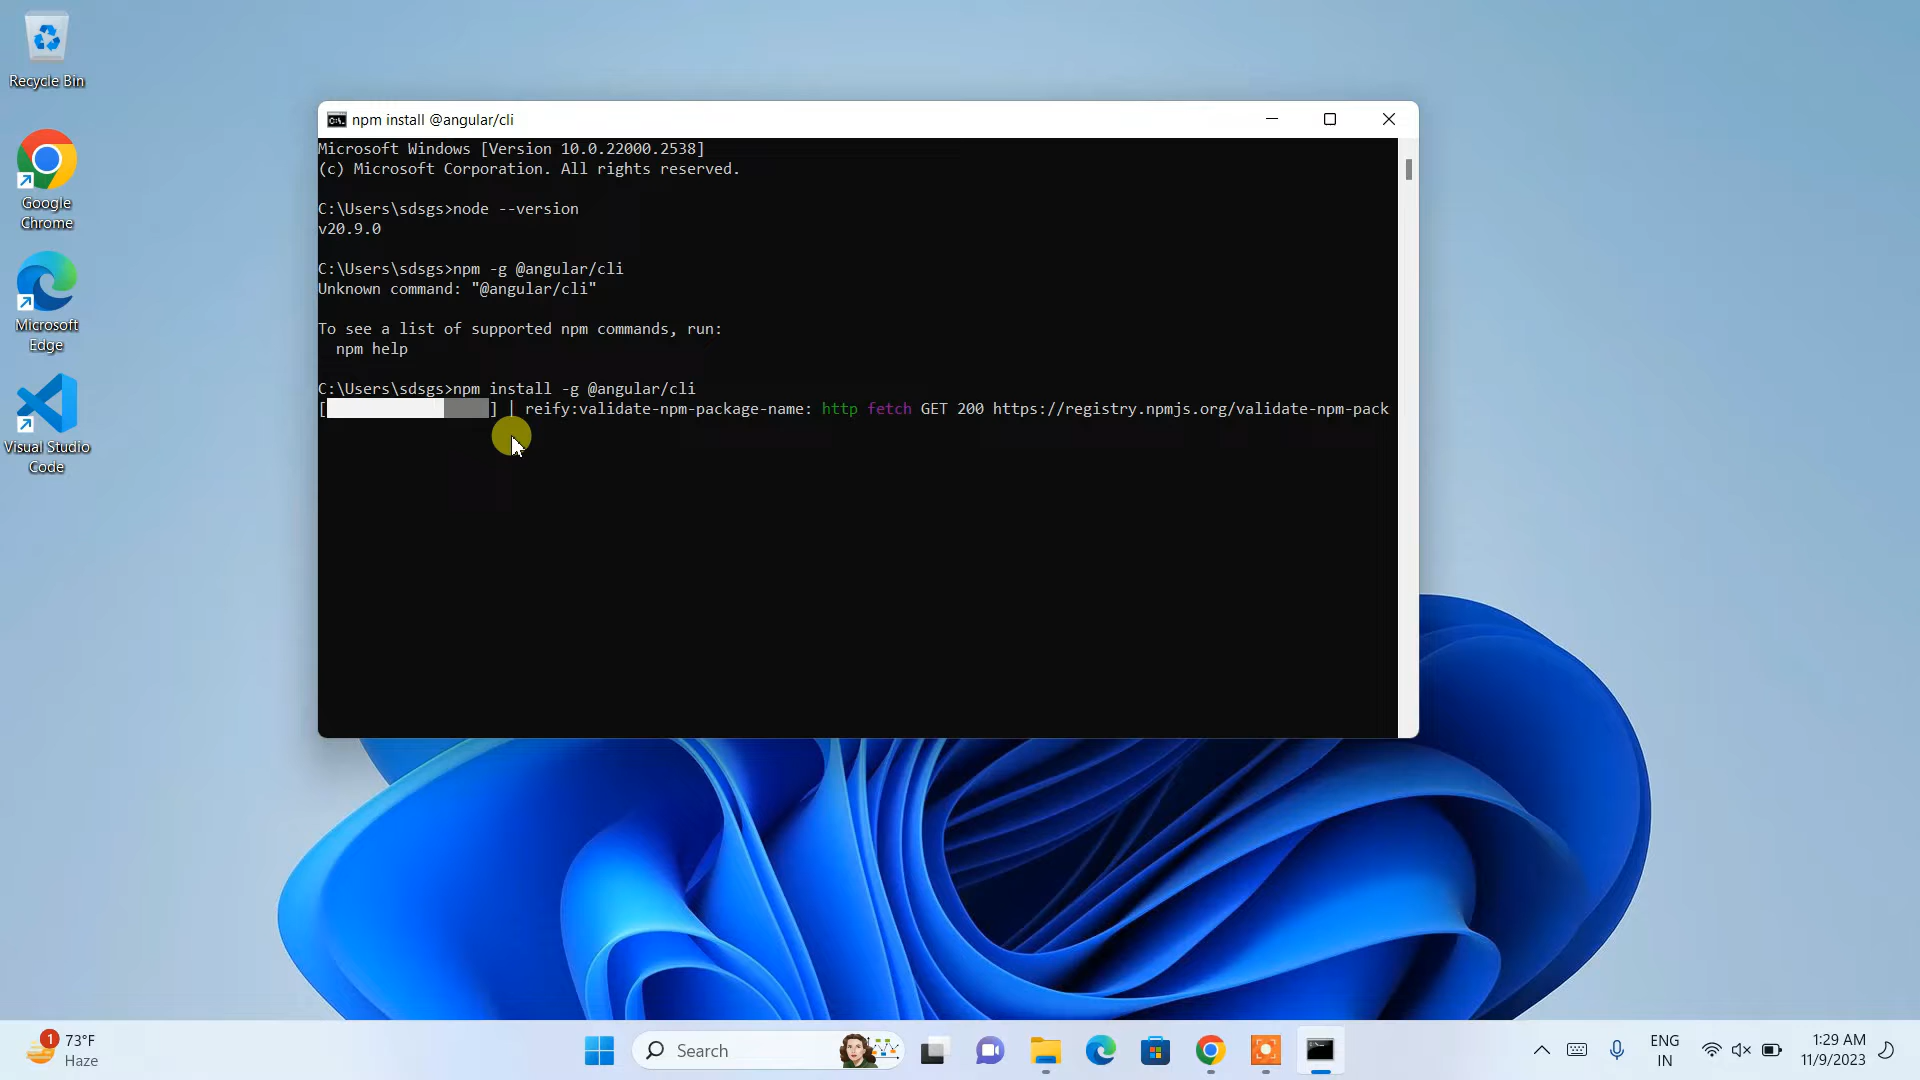 Recycle Bin
Google
Chrome
Microsoft
Edge
Visual Studio
Code
npm install @angular/cli
Microsoft Windows [Version 10.0.22000.2538]
(c) Microsoft Corporation. All rights reserved.
C:\Users\sdsgs>node --version
v20.9.0
C:\Users\sdsgs>npm -g @angular/cli
Unknown command: "@angular/cli"
To see a list of supported npm commands, run:
npm help
C:\Users\sdsgs>npm install -g @angular/cli
[                  ] | reify:validate-npm-package-name: http fetch GET 200 https://registry.npmjs.org/validate-npm-pack
1
73°F
Haze
Search
ENG
IN
1:29 AM
11/9/2023